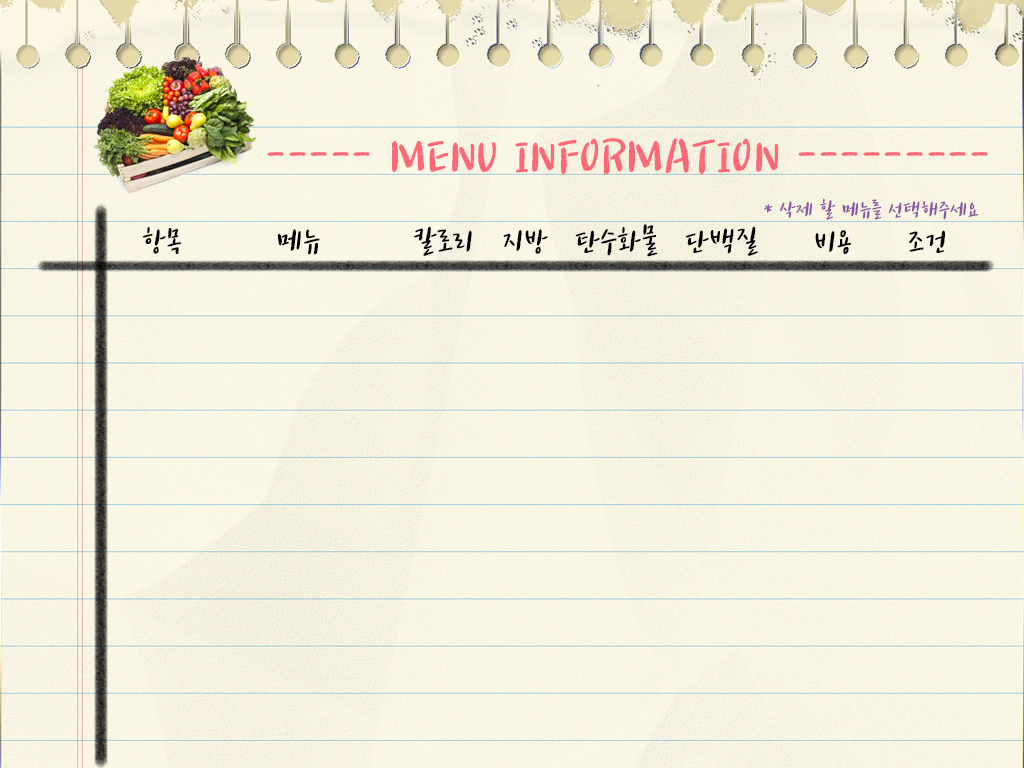 ----- MENU INFORMATION ---------
* 삭제 할 메뉴를 선택해주세요
항목 메뉴 칼로리 지방 탄수화물 단백질 비용 조건